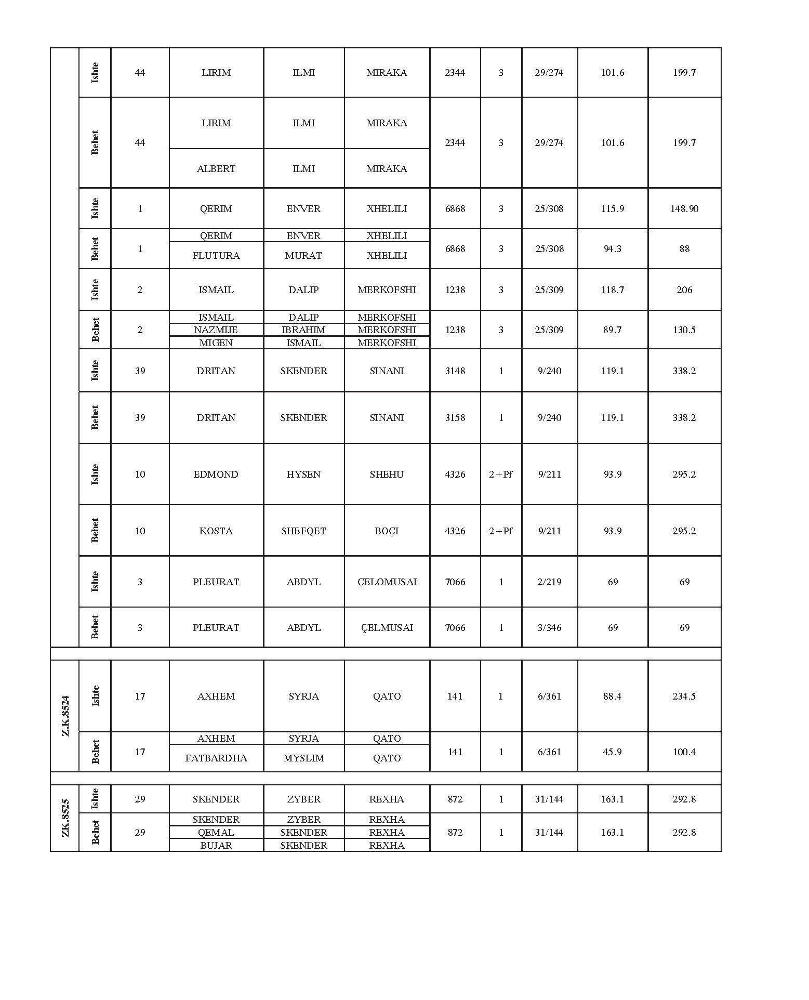 Ishte 44 LIRIM ILMI MIRAKA 2344 3 29/274 101.6 199.7
Behet 44 LIRIM ILMI MIRAKA 2344 3 29/274 101.6 199.7
ALBERT ILMI MIRAKA
Ishte 1 QERIM ENVER XHELILI 6868 3 25/308 115.9 148.90
Behet 1 QERIM ENVER XHELILI 6868 3 25/308 94.3 88
FLUTURA MURAT XHELILI
Ishte 2 ISMAIL DALIP MERKOFSHI 1238 3 25/309 118.7 206
Behet 2 ISMAIL DALIP MERKOFSHI 1238 3 25/309 89.7 130.5
NAZMIJE IBRAHIM MERKOFSHI
MIGEN ISMAIL MERKOFSHI
Ishte 39 DRITAN SKENDER SINANI 3148 1 9/240 119.1 338.2
Behet 39 DRITAN SKENDER SINANI 3158 1 9/240 119.1 338.2
Ishte 10 EDMOND HYSEN SHEHU 4326 2+Pf 9/211 93.9 295.2
Behet 10 KOSTA SHEFQET BOÇI 4326 2+Pf 9/211 93.9 295.2
Ishte 3 PLEURAT ABDYL ÇELOMUSAI 7066 1 2/219 69 69
Behet 3 PLEURAT ABDYL ÇELMUSAI 7066 1 3/346 69 69
Z.K.8524 Ishte 17 AXHEM SYRJA QATO 141 1 6/361 88.4 234.5
Behet 17 AXHEM SYRJA QATO 141 1 6/361 45.9 100.4
FATBARDHA MYSLIM QATO
ZK.8525 Ishte 29 SKENDER ZYBER REXHA 872 1 31/144 163.1 292.8
Behet 29 SKENDER ZYBER REXHA 872 1 31/144 163.1 292.8
QEMAL SKENDER REXHA
BUJAR SKENDER REXHA